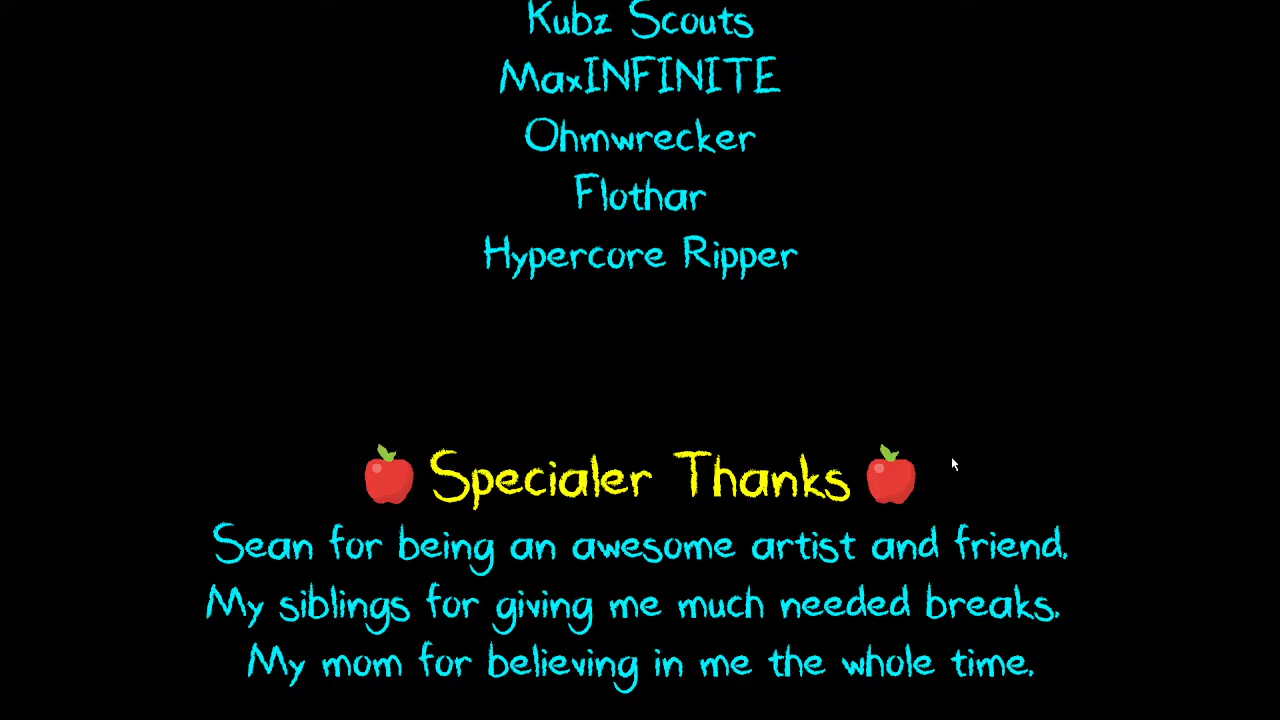 Kubz Scouts
MaxINFINITE
Ohmwrecker
Flothar
Hypercore Ripper
🍎 Specialer Thanks 🍎
Sean for being an awesome artist and friend.
My siblings for giving me much needed breaks.
My mom for believing in me the whole time.